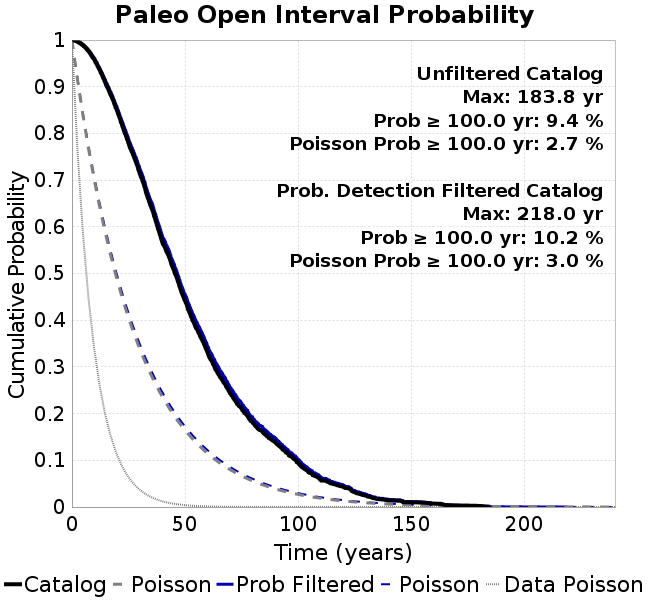 Paleo Open Interval Probability
Unfiltered Catalog
Max: 183.8 yr
Prob ≥ 100.0 yr: 9.4 %
Poisson Prob ≥ 100.0 yr: 2.7 %
Prob. Detection Filtered Catalog
Max: 218.0 yr
Prob ≥ 100.0 yr: 10.2 %
Poisson Prob ≥ 100.0 yr: 3.0 %
Cumulative Probability
1
0.9
0.8
0.7
0.6
0.5
0.4
0.3
0.2
0.1
0
0 50 100 150 200
Time (years)
Catalog Poisson Prob Filtered Poisson Data Poisson